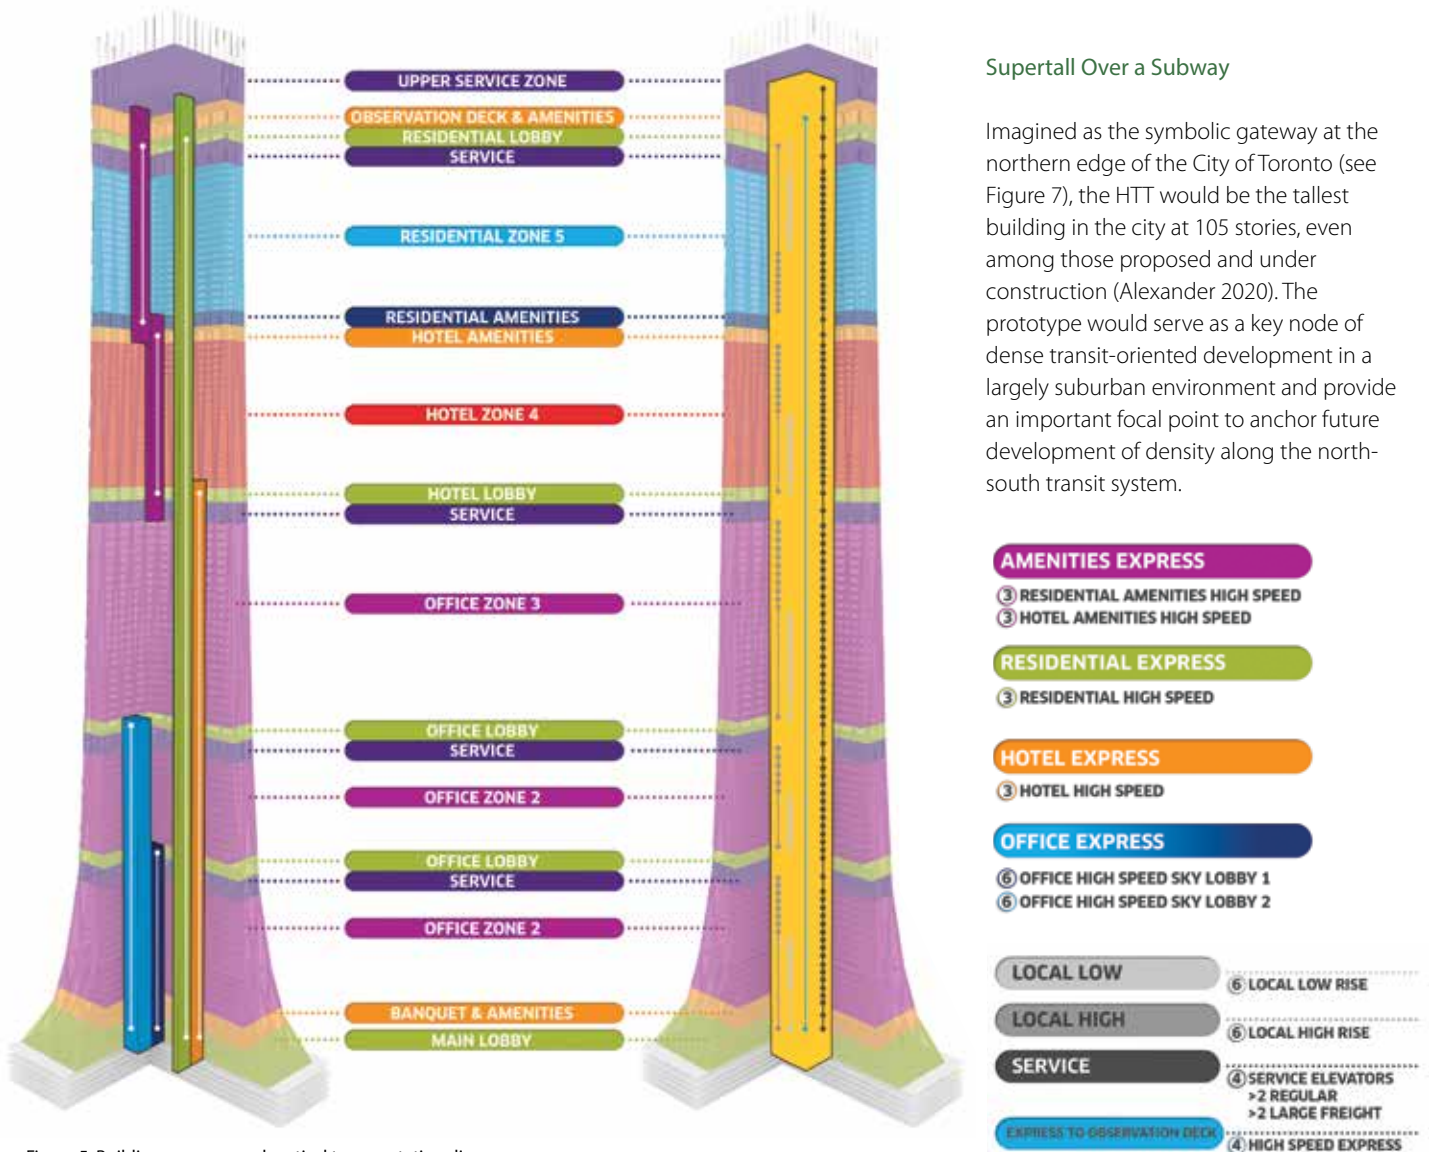 UPPER SERVICE ZONE
OBSERVATION DECK & AMENITIES
RESIDENTIAL LOBBY
SERVICE
RESIDENTIAL ZONE 5
RESIDENTIAL AMENITIES
HOTEL AMENITIES
HOTEL ZONE 4
HOTEL LOBBY
SERVICE
OFFICE ZONE 3
OFFICE LOBBY
SERVICE
OFFICE ZONE 2
OFFICE LOBBY
SERVICE
OFFICE ZONE 2
BANQUET & AMENITIES
MAIN LOBBY
Supertall Over a Subway
Imagined as the symbolic gateway at the
northern edge of the City of Toronto (see
Figure 7), the HTT would be the tallest
building in the city at 105 stories, even
among those proposed and under
construction (Alexander 2020). The
prototype would serve as a key node of
dense transit-oriented development in a
largely suburban environment and provide
an important focal point to anchor future
development of density along the north-
south transit system.
AMENITIES EXPRESS
3 RESIDENTIAL AMENITIES HIGH SPEED
3 HOTEL AMENITIES HIGH SPEED
RESIDENTIAL EXPRESS
3 RESIDENTIAL HIGH SPEED
HOTEL EXPRESS
3 HOTEL HIGH SPEED
OFFICE EXPRESS
6 OFFICE HIGH SPEED SKY LOBBY 1
6 OFFICE HIGH SPEED SKY LOBBY 2
LOCAL LOW
6 LOCAL LOW RISE
LOCAL HIGH
6 LOCAL HIGH RISE
SERVICE
4 SERVICE ELEVATORS
>2 REGULAR
>2 LARGE FREIGHT
EXPRESS TO OBSERVATION DECK
4 HIGH SPEED EXPRESS